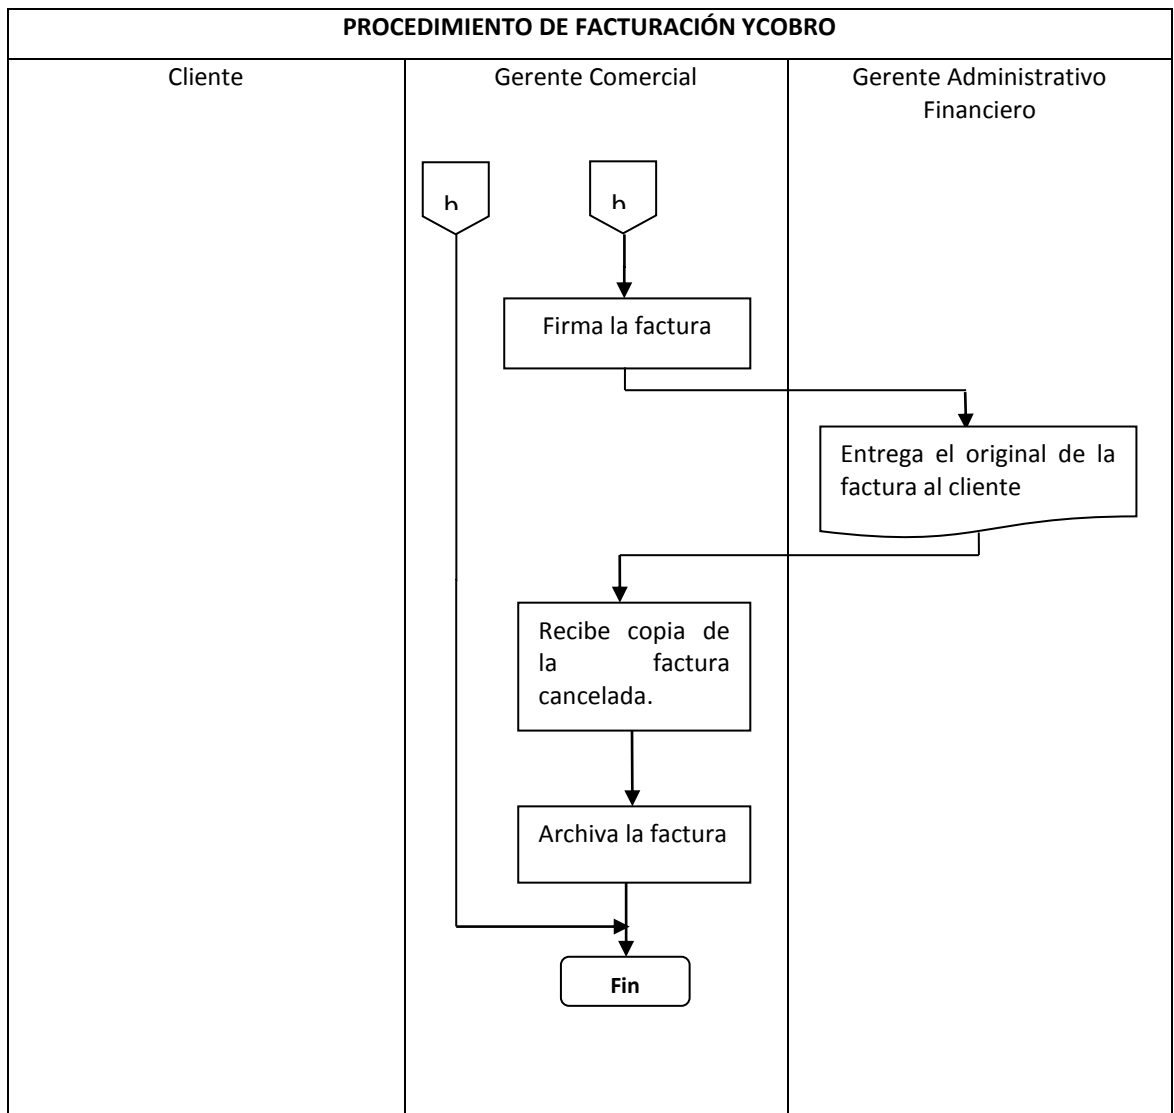 PROCEDIMIENTO DE FACTURACIÓN YCOBRO
Cliente
Gerente Comercial
Gerente Administrativo
Financiero
Firma la factura
Entrega el original de la
factura al cliente
Recibe copia de
la factura
cancelada.
Archiva la factura
Fin